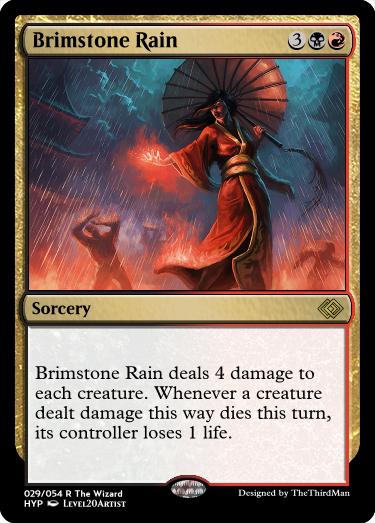 Brimstone Rain 3
Sorcery
Brimstone Rain deals 4 damage to
each creature. Whenever a creature
dealt damage this way dies this turn,
its controller loses 1 life.
029/054 R The Wizard
Designed by TheThirdMan
HYP Level20Artist